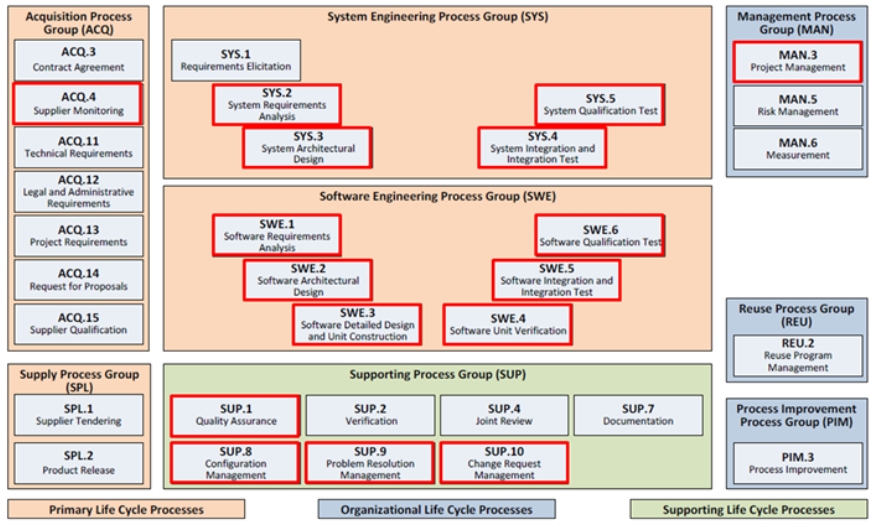 Acquisition Process
Group (ACQ)
ACQ.3
Contract Agreement
ACQ.4
Supplier Monitoring
ACQ.11
Technical Requirements
ACQ.12
Legal and Administrative
Requirements
ACQ.13
Project Requirements
ACQ.14
Request for Proposals
ACQ.15
Supplier Qualification
System Engineering Process Group (SYS)
SYS.1
Requirements Elicitation
SYS.2
System Requirements
Analysis
SYS.3
System Architectural
Design
SYS.5
System Qualification Test
SYS.4
System Integration and
Integration Test
Software Engineering Process Group (SWE)
SWE.1
Software Requirements
Analysis
SWE.2
Software Architectural
Design
SWE.3
Software Detailed Design
and Unit Construction
SWE.6
Software Qualification Test
SWE.5
Software Integration and
Integration Test
SWE.4
Software Unit Verification
Management Process
Group (MAN)
MAN.3
Project Management
MAN.5
Risk Management
MAN.6
Measurement
Reuse Process Group
(REU)
REU.2
Reuse Program
Management
Supply Process Group
(SPL)
SPL.1
Supplier Tendering
SPL.2
Product Release
Supporting Process Group (SUP)
SUP.1
Quality Assurance
SUP.2
Verification
SUP.4
Joint Review
SUP.7
Documentation
SUP.8
Configuration
Management
SUP.9
Problem Resolution
Management
SUP.10
Change Request
Management
Process Improvement
Process Group (PIM)
PIM.3
Process Improvement
Primary Life Cycle Processes
Organizational Life Cycle Processes
Supporting Life Cycle Processes